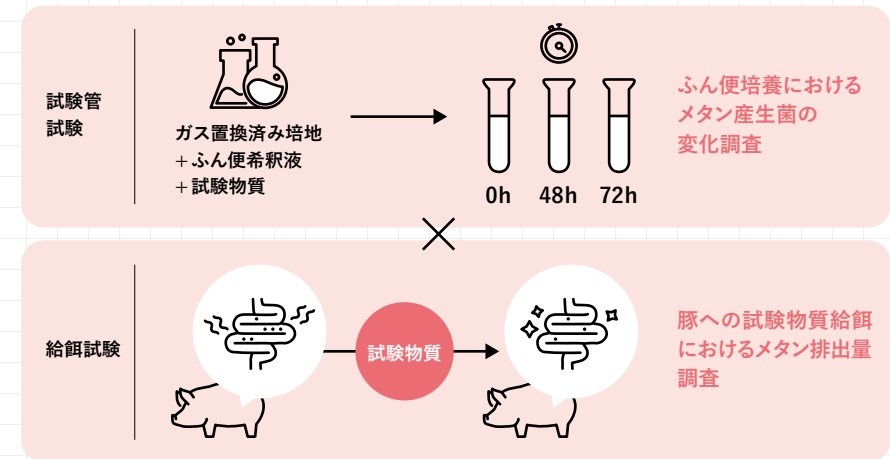 試験管
試験
ガス置換済み培地
+ふん便希釈液
+試験物質
0h 48h 72h
ふん便培養における
メタン産生菌の
変化調査
給餌試験
試験物質
豚への試験物質給餌
におけるメタン排出量
調査